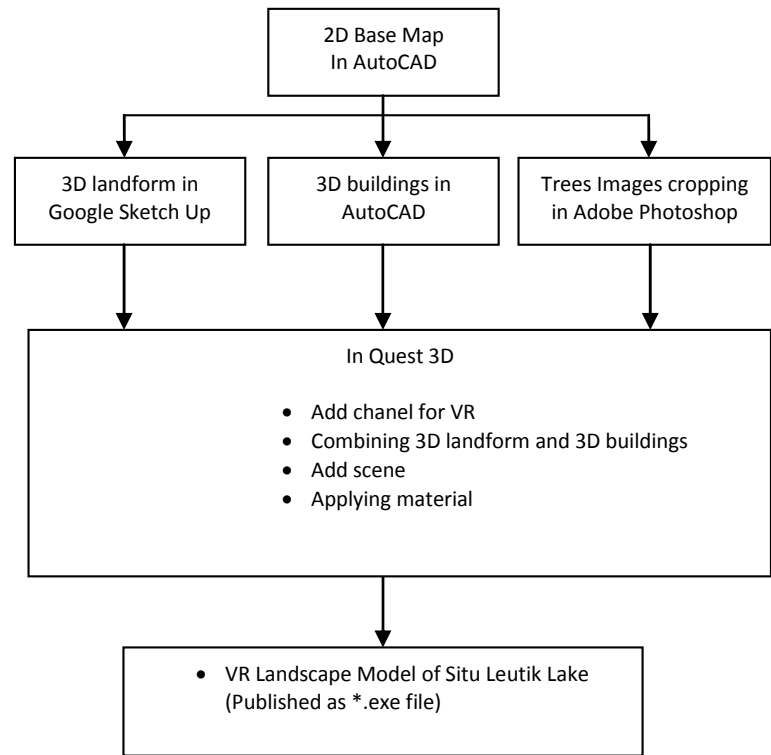 2D Base Map
In AutoCAD
3D landform in
Google Sketch Up
3D buildings in
AutoCAD
Trees Images cropping
in Adobe Photoshop
In Quest 3D
• Add chanel for VR
• Combining 3D landform and 3D buildings
• Add scene
• Applying material
• VR Landscape Model of Situ Leutik Lake
(Published as *.exe file)